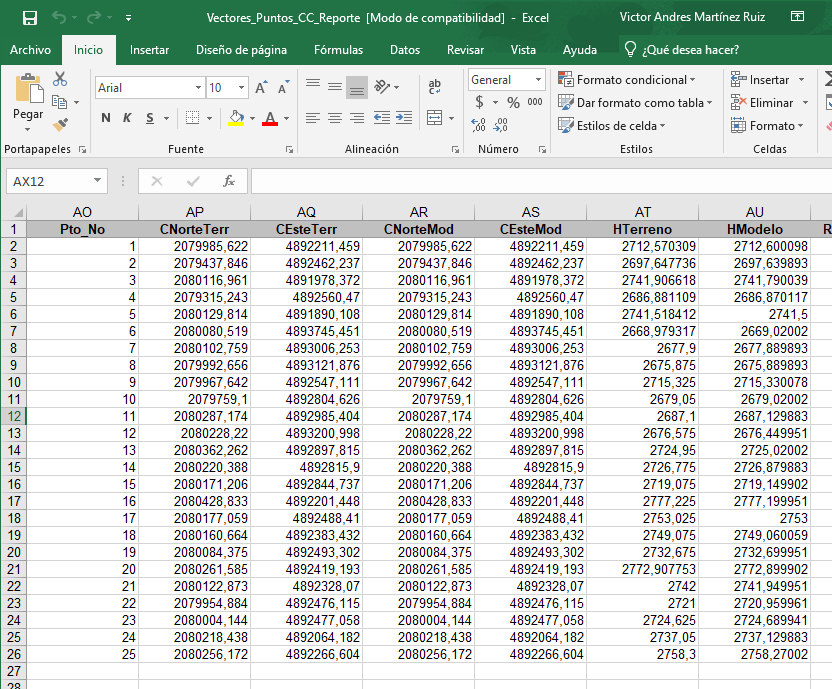 Vectores_Puntos_CC_Reporte [Modo de compatibilidad] - Excel Victor Andres Martínez Ruiz
Archivo Inicio Insertar Diseño de página Fórmulas Datos Revisar Vista Ayuda ¿Qué desea hacer?
Pegar Arial 10 A A ab General Formato condicional Insertar
N K S A $ % 000 Dar formato como tabla Eliminar
,00 ,00 Estilos de celda Formato
Portapapeles Fuente Alineación Número Estilos Celdas
AX12 fx
AO AP AQ AR AS AT AU
1 Pto_No CNorteTerr CEsteTerr CNorteMod CEsteMod HTerreno HModelo R
2 1 2079985,622 4892211,459 2079985,622 4892211,459 2712,570309 2712,600098
3 2 2079437,846 4892462,237 2079437,846 4892462,237 2697,647736 2697,639893
4 3 2080116,961 4891978,372 2080116,961 4891978,372 2741,906618 2741,790039
5 4 2079315,243 4892560,47 2079315,243 4892560,47 2686,881109 2686,870117
6 5 2080129,814 4891890,108 2080129,814 4891890,108 2741,518412 2741,5
7 6 2080080,519 4893745,451 2080080,519 4893745,451 2668,979317 2669,02002
8 7 2080102,759 4893006,253 2080102,759 4893006,253 2677,9 2677,889893
9 8 2079992,656 4893121,876 2079992,656 4893121,876 2675,875 2675,889893
10 9 2079967,642 4892547,111 2079967,642 4892547,111 2715,325 2715,330078
11 10 2079759,1 4892804,626 2079759,1 4892804,626 2679,05 2679,02002
12 11 2080287,174 4892985,404 2080287,174 4892985,404 2687,1 2687,129883
13 12 2080228,22 4893200,998 2080228,22 4893200,998 2676,575 2676,449951
14 13 2080362,262 4892897,815 2080362,262 4892897,815 2724,95 2725,02002
15 14 2080220,388 4892815,9 2080220,388 4892815,9 2726,775 2726,879883
16 15 2080171,206 4892844,737 2080171,206 4892844,737 2719,075 2719,149902
17 16 2080428,833 4892201,448 2080428,833 4892201,448 2777,225 2777,199951
18 17 2080177,059 4892488,41 2080177,059 4892488,41 2753,025 2753
19 18 2080160,664 4892383,432 2080160,664 4892383,432 2749,075 2749,060059
20 19 2080084,375 4892493,302 2080084,375 4892493,302 2732,675 2732,699951
21 20 2080261,585 4892419,193 2080261,585 4892419,193 2772,907753 2772,899902
22 21 2080122,873 4892328,07 2080122,873 4892328,07 2742 2741,949951
23 22 2079954,884 4892476,115 2079954,884 4892476,115 2721 2720,959961
24 23 2080004,144 4892477,058 2080004,144 4892477,058 2724,625 2724,689941
25 24 2080218,438 4892064,182 2080218,438 4892064,182 2737,05 2737,129883
26 25 2080256,172 4892266,604 2080256,172 4892266,604 2758,3 2758,27002
27
28